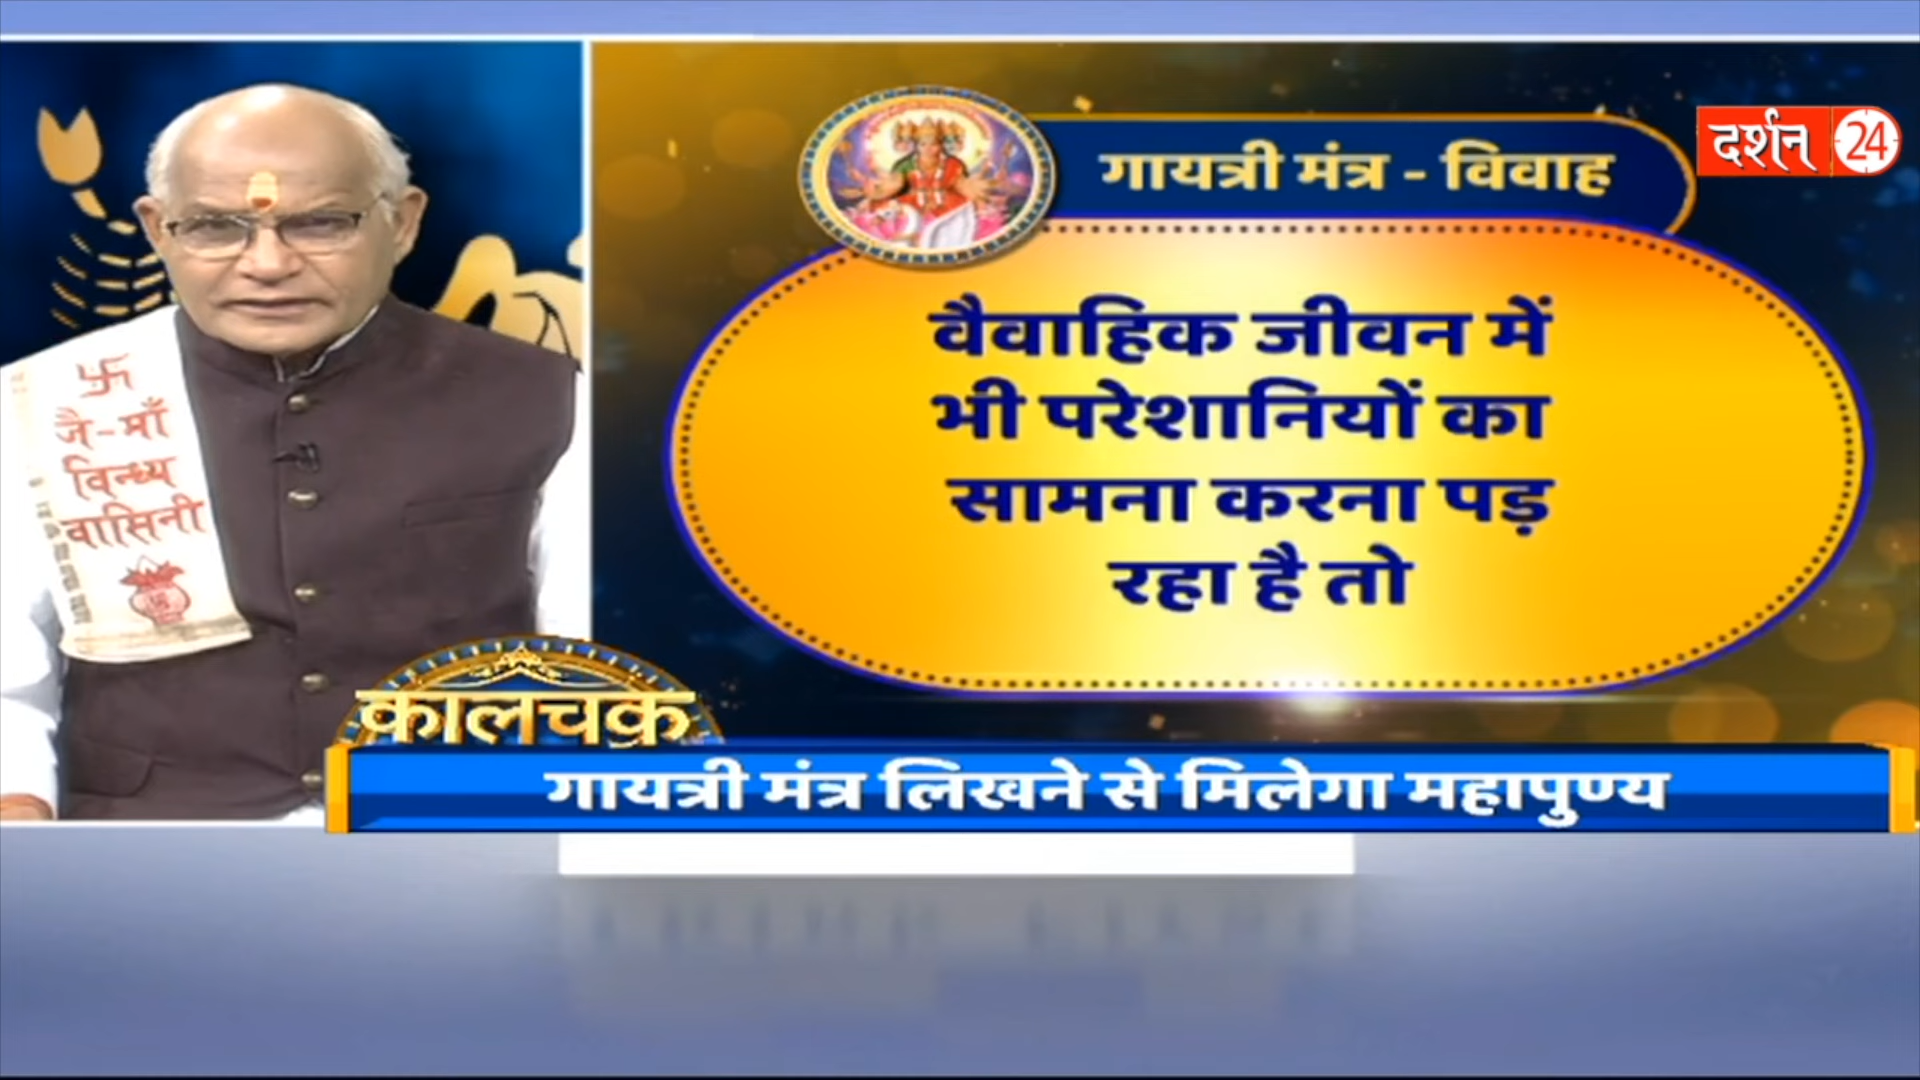 दर्शन 24
गायत्री मंत्र - विवाह
वैवाहिक जीवन में
भी परेशानियों का
सामना करना पड़
रहा है तो
जै-माँ
विन्ध्य
वासिनी
कालचक्र
गायत्री मंत्र लिखने से मिलेगा महापुण्य